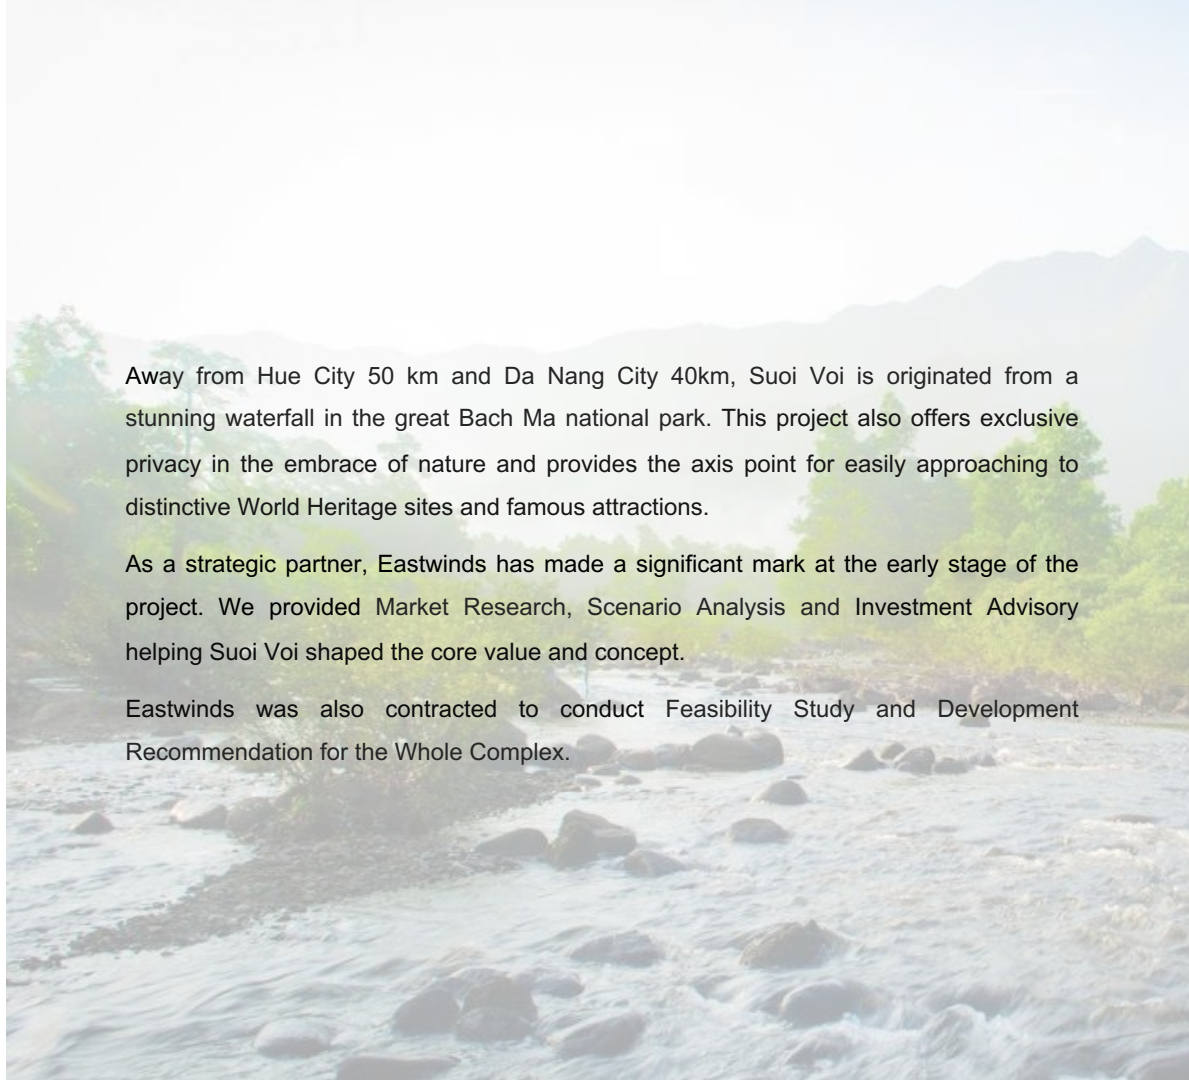 Away from Hue City 50 km and Da Nang City 40km, Suoi Voi is originated from a
stunning waterfall in the great Bach Ma national park. This project also offers exclusive
privacy in the embrace of nature and provides the axis point for easily approaching to
distinctive World Heritage sites and famous attractions.
As a strategic partner, Eastwinds has made a significant mark at the early stage of the
project. We provided Market Research, Scenario Analysis and Investment Advisory
helping Suoi Voi shaped the core value and concept.
Eastwinds was also contracted to conduct Feasibility Study and Development
Recommendation for the Whole Complex.